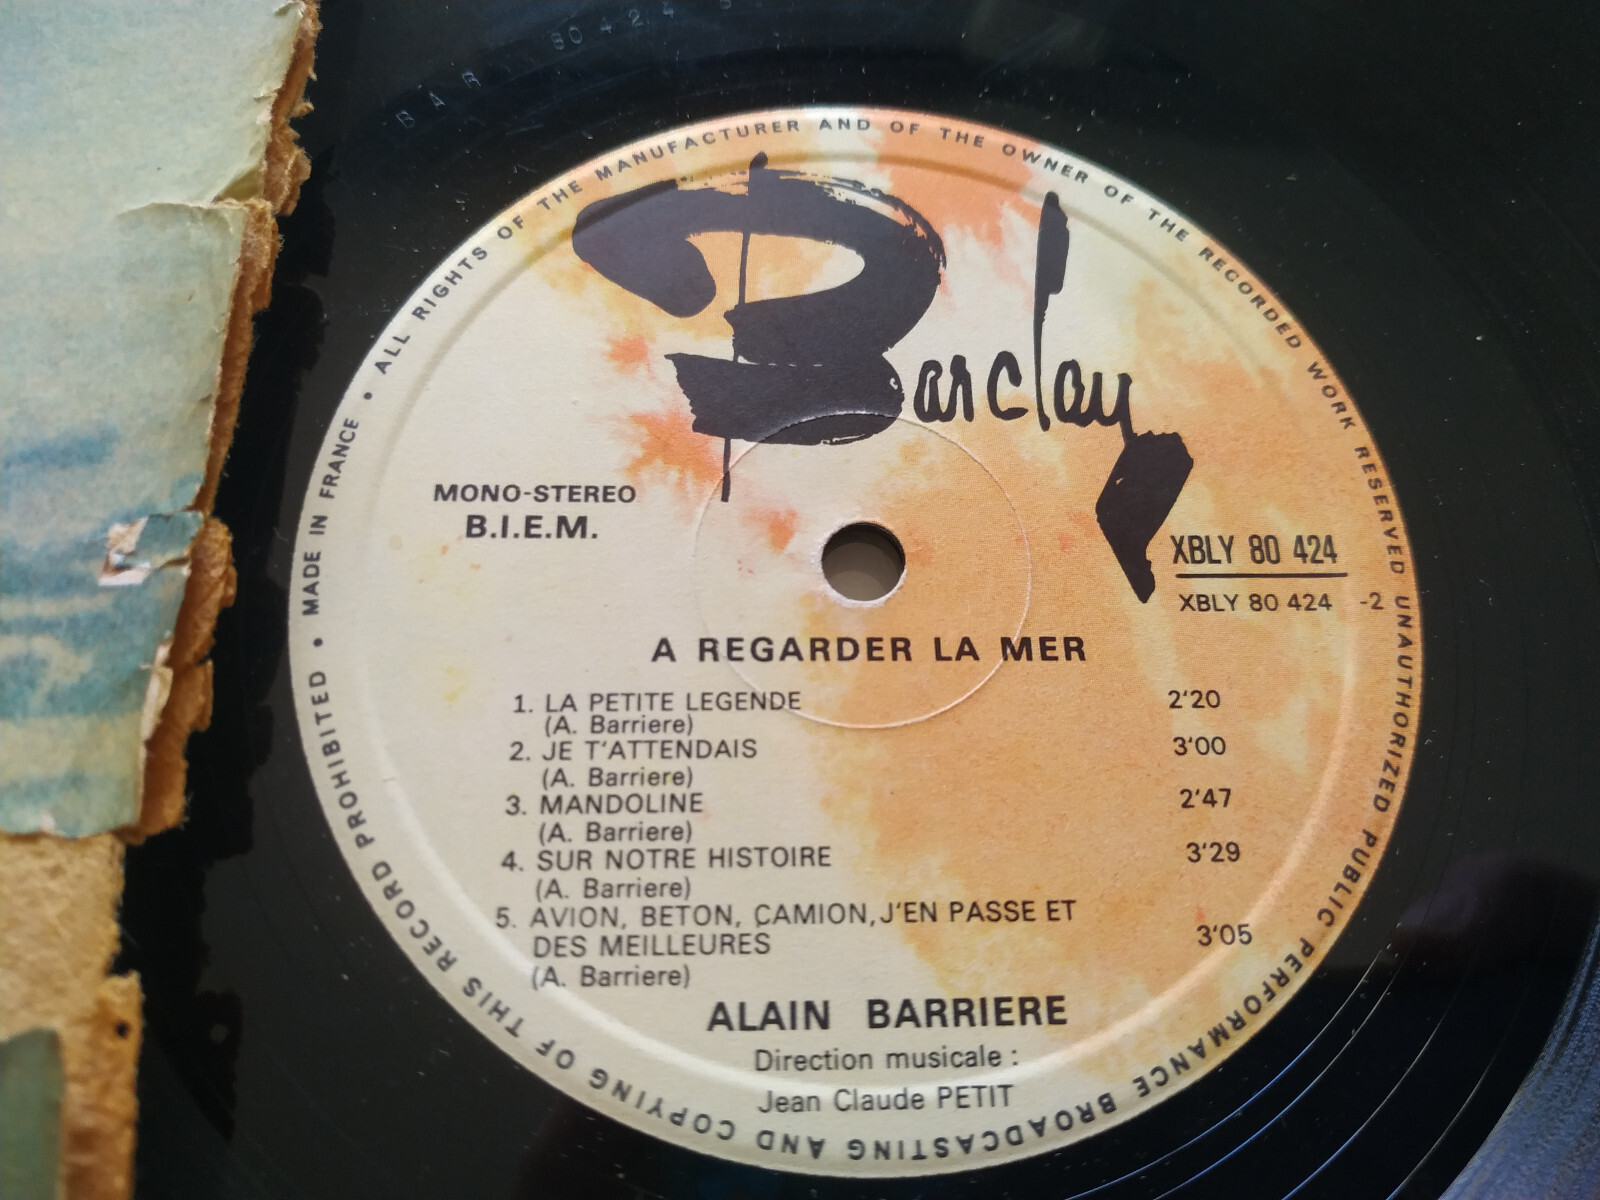 BAR 80 424 S
• ALL RIGHTS OF THE MANUFACTURER AND OF THE OWNER OF THE RECORDED WORK RESERVED UNAUTHORIZED PUBLIC PERFORMANCE BROADCASTING AND COPYING OF THIS RECORD PROHIBITED • MADE IN FRANCE
Barclay
MONO-STEREO
B.I.E.M.
XBLY 80 424
XBLY 80 424 -2
A REGARDER LA MER
1. LA PETITE LEGENDE 2'20
(A. Barriere)
2. JE T'ATTENDAIS 3'00
(A. Barriere)
3. MANDOLINE 2'47
(A. Barriere)
4. SUR NOTRE HISTOIRE 3'29
(A. Barriere)
5. AVION, BETON, CAMION, J'EN PASSE ET
DES MEILLEURES 3'05
(A. Barriere)
ALAIN BARRIERE
Direction musicale :
Jean Claude PETIT